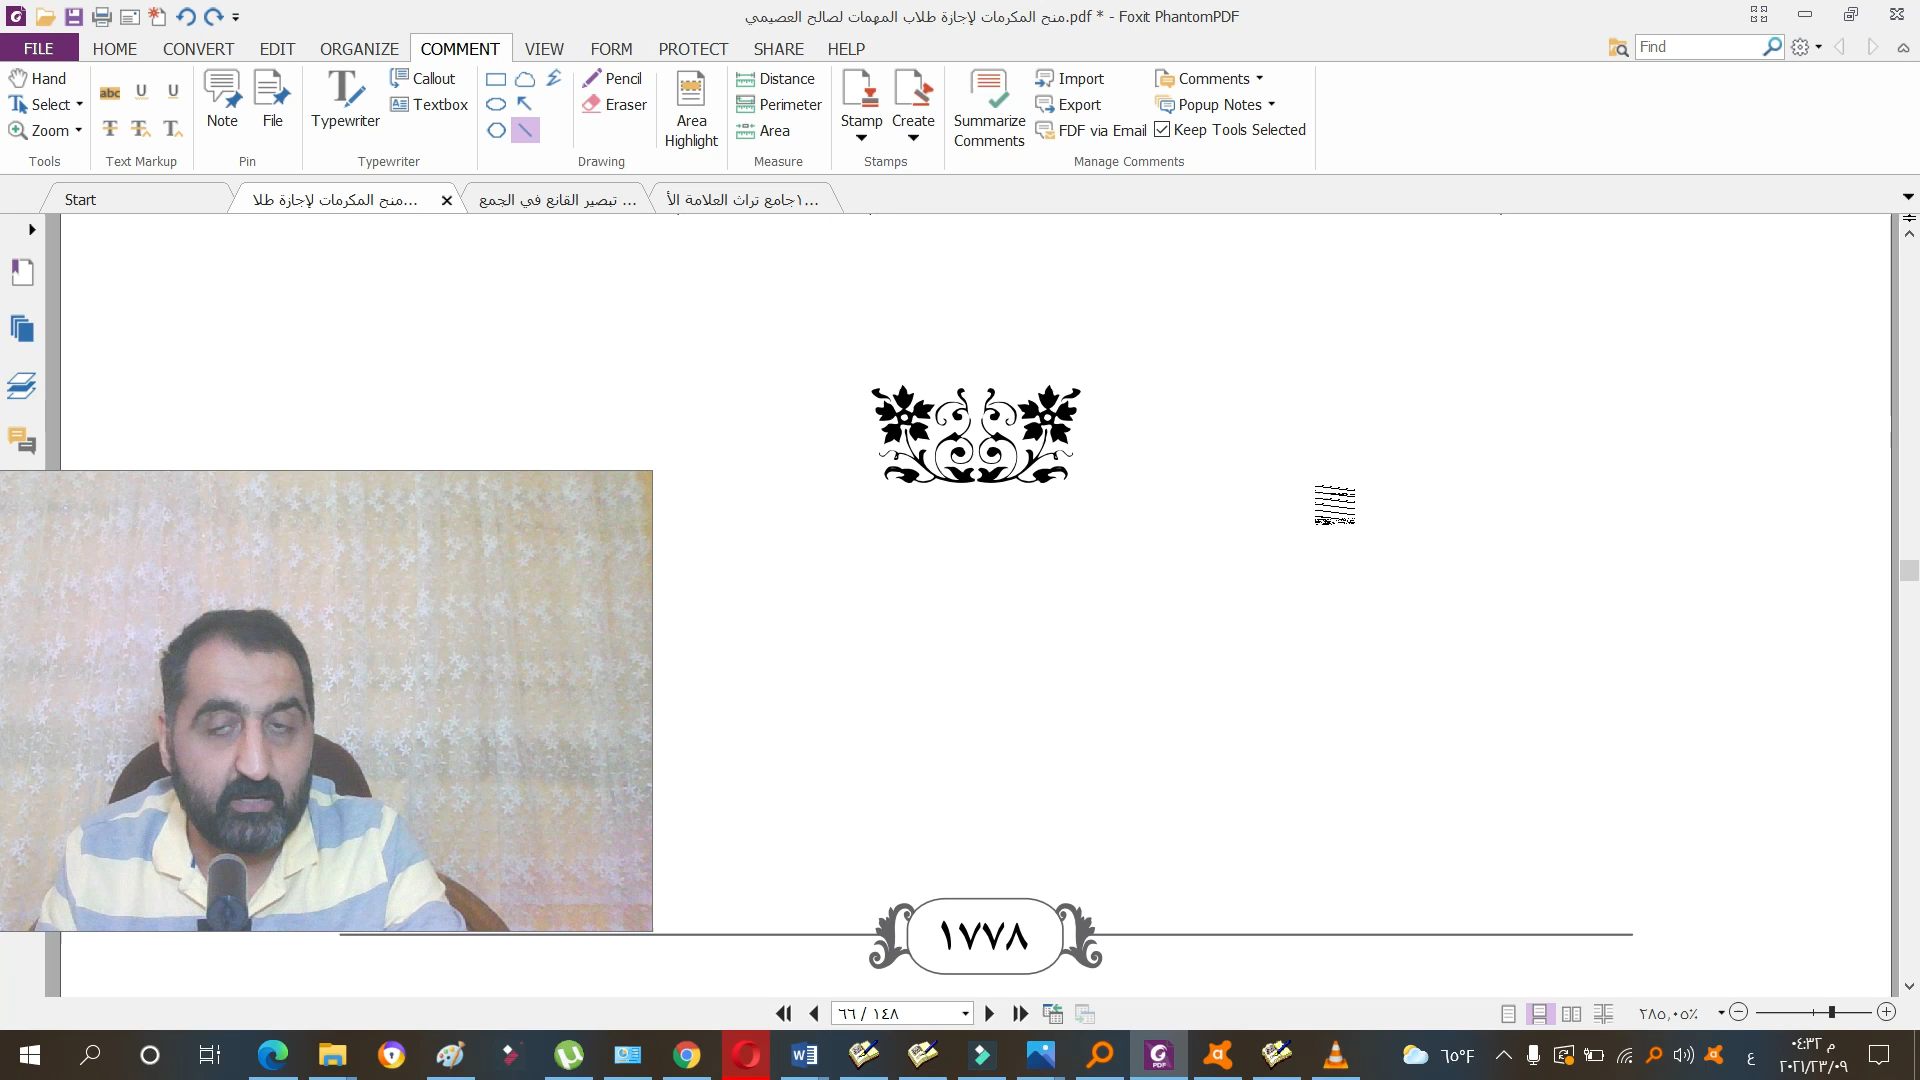 منح المكرمات لإجازة طلاب المهمات لصالح العصيمي.pdf * - Foxit PhantomPDF
FILE HOME CONVERT EDIT ORGANIZE COMMENT VIEW FORM PROTECT SHARE HELP
Find
Hand
Select
Zoom
Tools
abc U U
T T T
Text Markup
Note File
Pin
Typewriter
Callout
Textbox
Typewriter
Pencil
Eraser
Area Highlight
Drawing
Distance
Perimeter
Area
Measure
Stamp Create
Stamps
Summarize Comments
Import
Export
FDF via Email
Comments
Popup Notes
Keep Tools Selected
Manage Comments
Start
منح المكرمات لإجازة طلا...
تبصير القانع في الجمع ...
١جامع تراث العلامة الأ...
١٧٧٨
٦٦ / ١٤٨
٢٨٥,٠٥٪
٦٥°F
ع
٠٤:٣٢ م
٢٠٢١/٢٣/٠٩